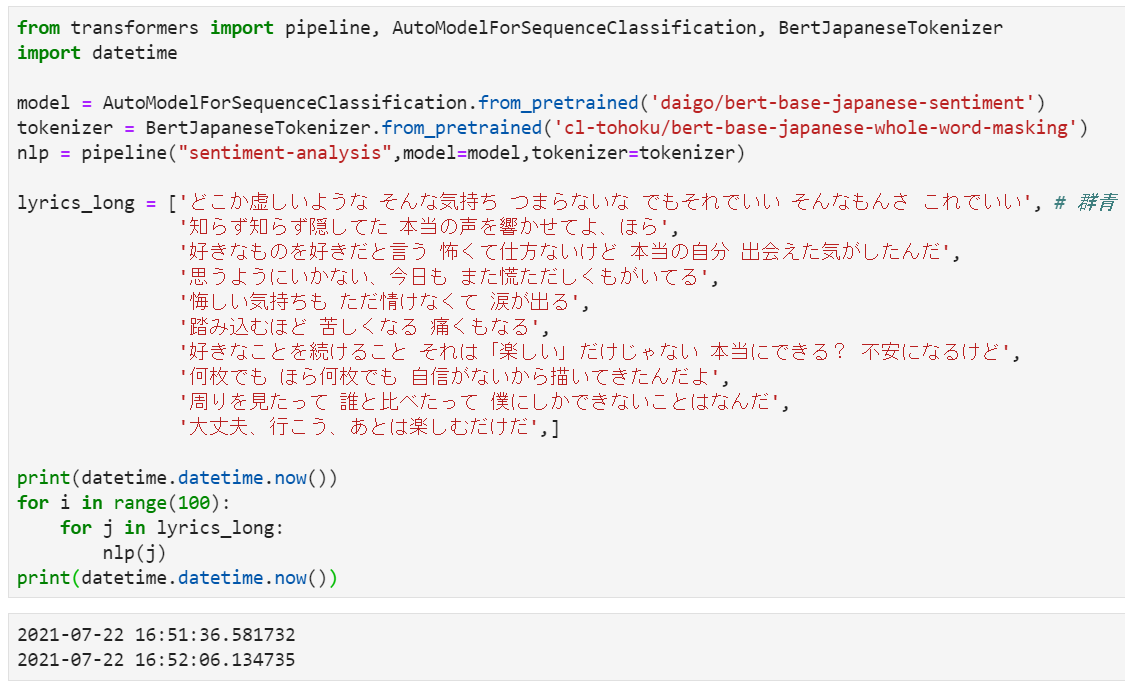 from transformers import pipeline, AutoModelForSequenceClassification, BertJapaneseTokenizer
import datetime
model = AutoModelForSequenceClassification.from_pretrained('daigo/bert-base-japanese-sentiment')
tokenizer = BertJapaneseTokenizer.from_pretrained('cl-tohoku/bert-base-japanese-whole-word-masking')
nlp = pipeline("sentiment-analysis",model=model,tokenizer=tokenizer)
lyrics_long = ['どこか虚しいような そんな気持ち つまらないな でもそれでいい そんなもんさ これでいい', # 群青
'知らず知らず隠してた 本当の声を響かせてよ、ほら',
'好きなものを好きだと言う 怖くて仕方ないけど 本当の自分 出会えた気がしたんだ',
'思うようにいかない、今日も また慌ただしくもがいてる',
'悔しい気持ちも ただ情けなくて 涙が出る',
'踏み込むほど 苦しくなる 痛くもなる',
'好きなことを続けること それは「楽しい」だけじゃない 本当にできる? 不安になるけど',
'何枚でも ほら何枚でも 自信がないから描いてきたんだよ',
'周りを見たって 誰と比べたって 僕にしかできないことはなんだ',
'大丈夫、行こう、あとは楽しむだけだ',]
print(datetime.datetime.now())
for i in range(100):
    for j in lyrics_long:
        nlp(j)
print(datetime.datetime.now())
2021-07-22 16:51:36.581732
2021-07-22 16:52:06.134735